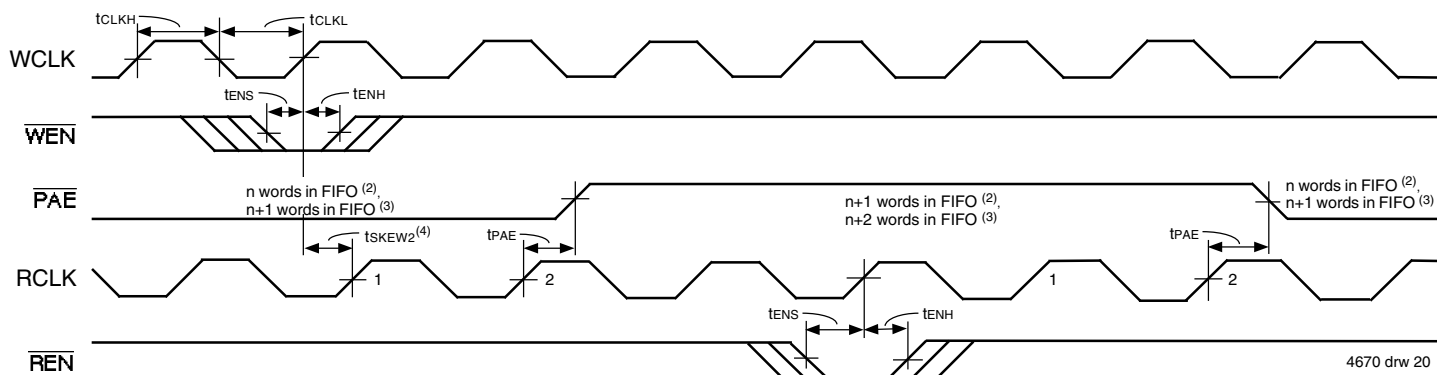 tCLKH
tCLKL
WCLK
tENS
tENH
WEN
PAE
n words in FIFO (2),
n+1 words in FIFO (3)
n+1 words in FIFO (2),
n+2 words in FIFO (3)
n words in FIFO (2),
n+1 words in FIFO (3)
tSKEW2(4)
tPAE
tPAE
RCLK
1
2
1
2
tENS
tENH
REN
4670 drw 20